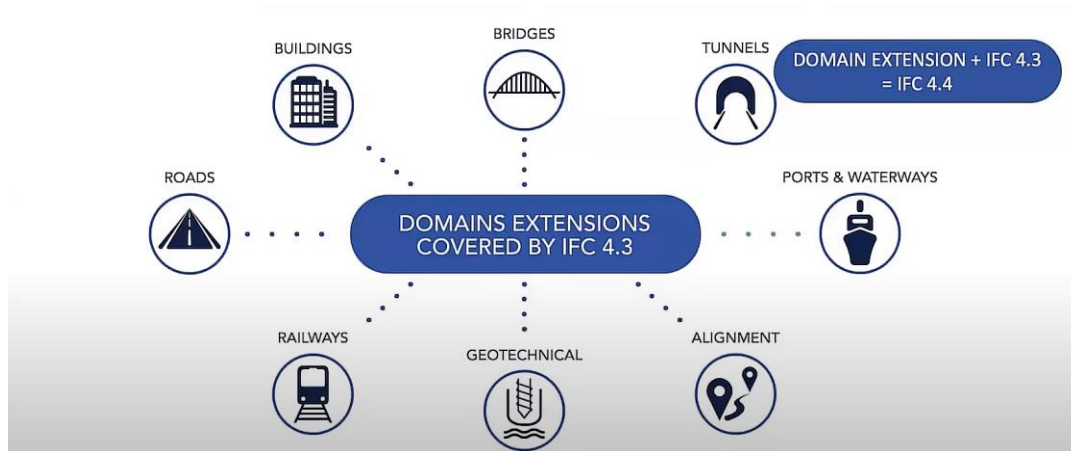 BUILDINGS
BRIDGES
TUNNELS
DOMAIN EXTENSION + IFC 4.3
= IFC 4.4
ROADS
PORTS & WATERWAYS
DOMAINS EXTENSIONS
COVERED BY IFC 4.3
RAILWAYS
GEOTECHNICAL
ALIGNMENT